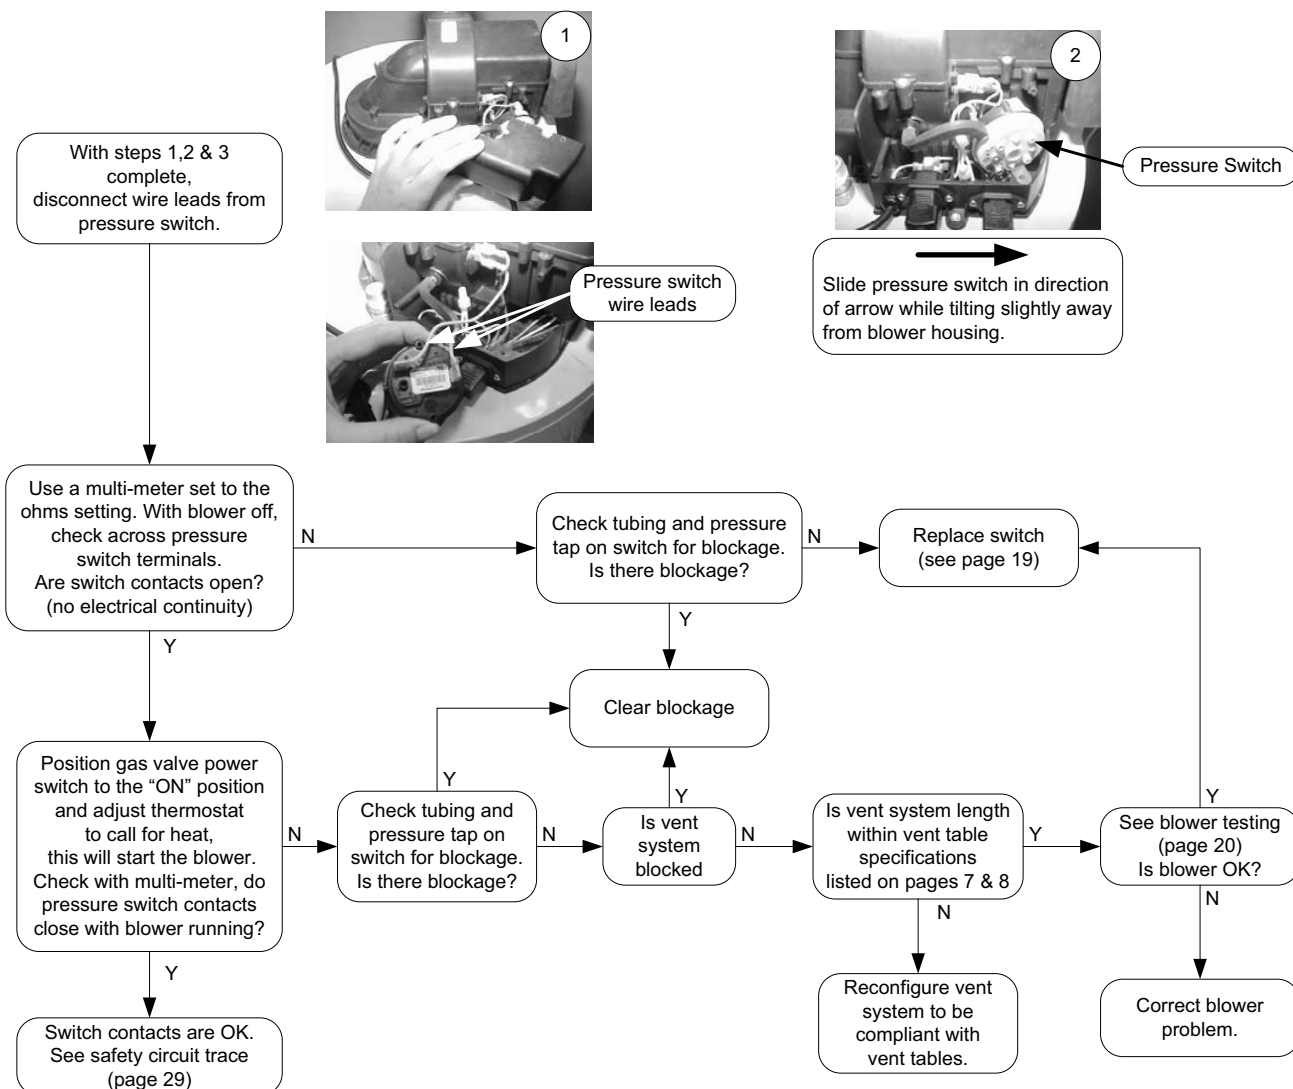 1
2
With steps 1,2 & 3
complete,
disconnect wire leads from
pressure switch.
Pressure Switch
Pressure switch
wire leads
Slide pressure switch in direction
of arrow while tilting slightly away
from blower housing.
Use a multi-meter set to the
ohms setting. With blower off,
check across pressure
switch terminals.
Are switch contacts open?
(no electrical continuity)
N
Check tubing and pressure
tap on switch for blockage.
Is there blockage?
N
Replace switch
(see page 19)
Y
Y
Clear blockage
Position gas valve power
switch to the “ON” position
and adjust thermostat
to call for heat,
this will start the blower.
Check with multi-meter, do
pressure switch contacts
close with blower running?
N
Y
Check tubing and
pressure tap on
switch for blockage.
Is there blockage?
N
Y
Is vent
system
blocked
N
Is vent system length
within vent table
specifications
listed on pages 7 & 8
Y
Y
See blower testing
(page 20)
Is blower OK?
N
N
Y
Switch contacts are OK.
See safety circuit trace
(page 29)
Reconfigure vent
system to be
compliant with
vent tables.
Correct blower
problem.